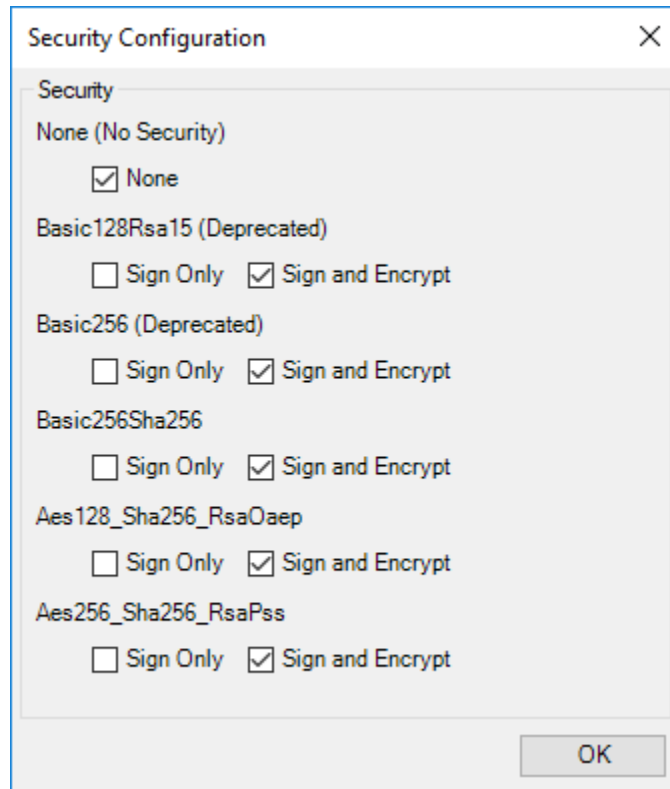 Security Configuration
Security
None (No Security)
None
Basic128Rsa15 (Deprecated)
Sign Only Sign and Encrypt
Basic256 (Deprecated)
Sign Only Sign and Encrypt
Basic256Sha256
Sign Only Sign and Encrypt
Aes128_Sha256_RsaOaep
Sign Only Sign and Encrypt
Aes256_Sha256_RsaPss
Sign Only Sign and Encrypt
OK